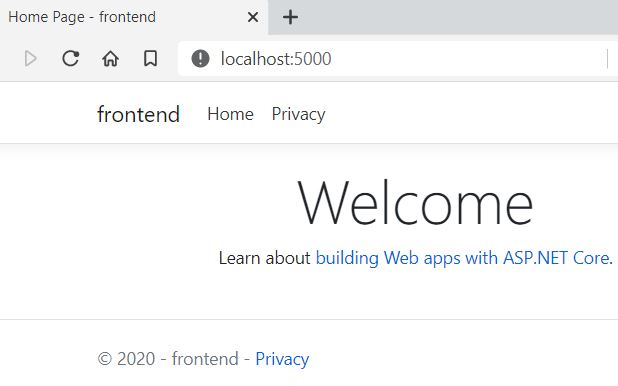 Home Page - frontend
localhost:5000
frontend Home Privacy
Welcome
Learn about building Web apps with ASP.NET Core.
© 2020 - frontend - Privacy